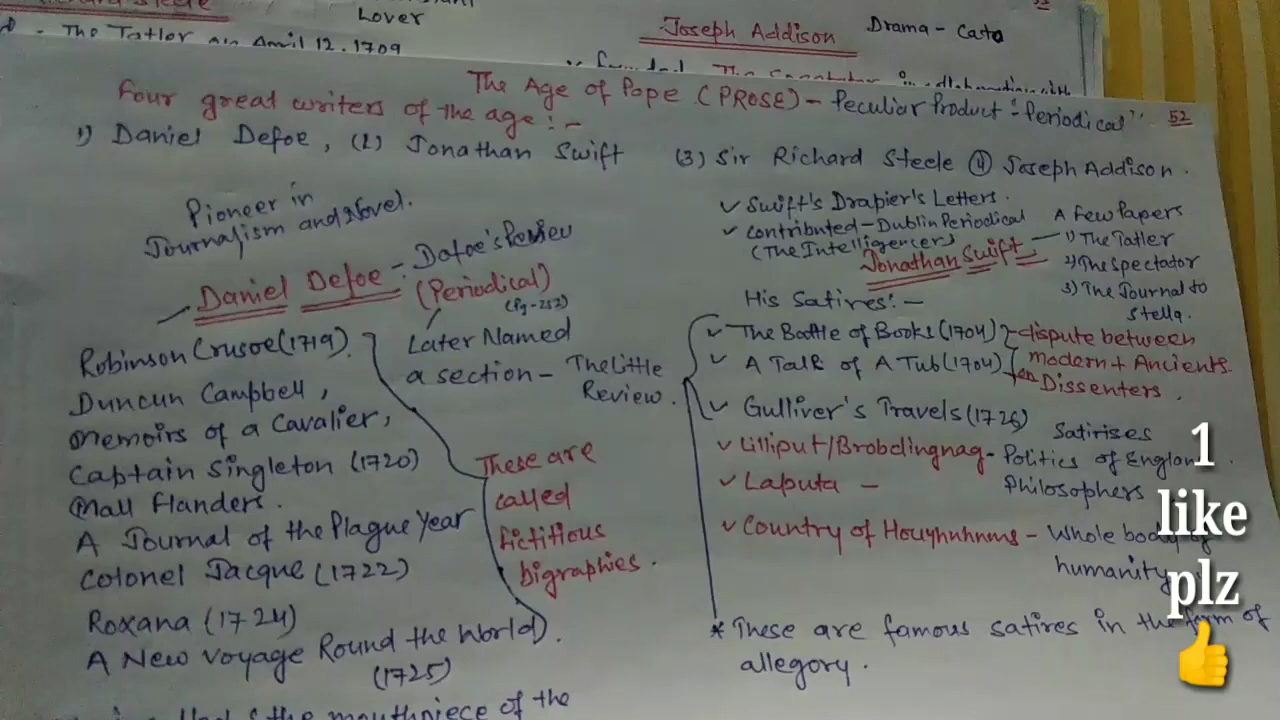 Lover
- The Tatler on April 12, 1709
Joseph Addison
Drama - Cato
The Age of Pope (PROSE) - Peculiar Product "Periodical"
52
Four great writers of the age :-
1) Daniel Defoe, (2) Jonathan Swift (3) Sir Richard Steele (4) Joseph Addison.
Pioneer in
Journalism and Novel.
Daniel Defoe - Defoe's Review
(Periodical)
(Pg-252)
Later Named
a section - The Little
Review.
Robinson Crusoe (1719)
Duncun Campbell,
Memoirs of a Cavalier,
Captain Singleton (1720)
Mall Flanders.
A Journal of the Plague Year
Colonel Jacque (1722)
Roxana (1724)
A New Voyage Round the World).
(1725)
These are
called
fictitious
bigraphies.
the mouthpiece of the
✓ Swift's Drapier's Letters.
✓ Contributed - Dublin Periodical
(The Intelligencer)
Jonathan Swift
A Few Papers
1) The Tatler
2) The Spectator
3) The Journal to
Stella.
His Satires :-
✓ The Battle of Books (1704)
✓ A Talk of A Tub (1704)
dispute between
modern + Ancients
Dissenters.
✓ Gulliver's Travels (1726)
Satirises
✓ Lilliput/Brobdingnag - Politics of England.
✓ Laputa - Philosophers
✓ Country of Houyhnhnms - Whole body of
humanity.
* These are famous satires in the form of
allegory.
1
like
plz